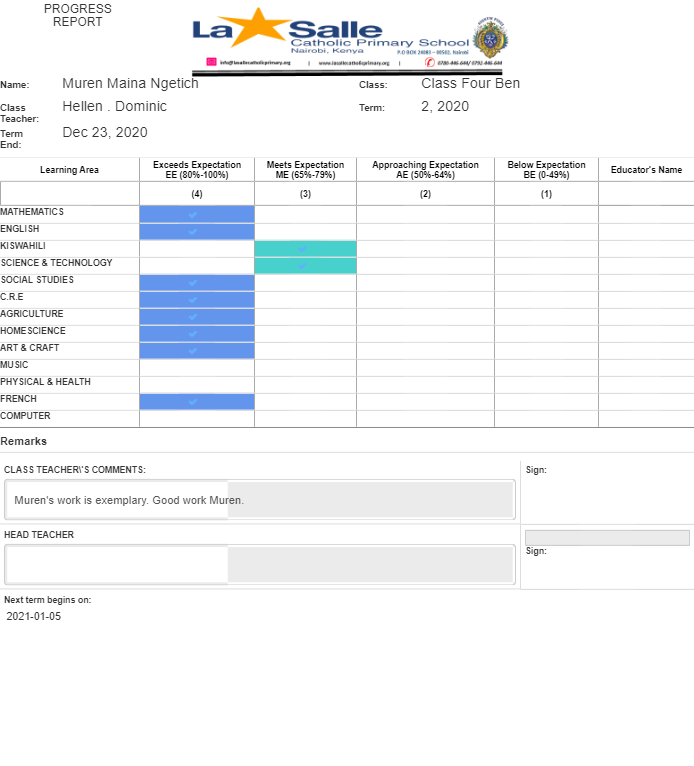 PROGRESS
REPORT
La Salle
Catholic Primary School
Nairobi, Kenya
P.O BOX 24083 – 00502, Nairobi
info@lasallecatholicprimary.org | www.lasallecatholicprimary.org | 0780-446-644/ 0792-446-644
Name: Muren Maina Ngetich Class: Class Four Ben
Class Teacher: Hellen . Dominic Term: 2, 2020
Term End: Dec 23, 2020
Learning Area Exceeds Expectation EE (80%-100%) Meets Expectation ME (65%-79%) Approaching Expectation AE (50%-64%) Below Expectation BE (0-49%) Educator's Name
(4) (3) (2) (1)
MATHEMATICS
ENGLISH
KISWAHILI
SCIENCE & TECHNOLOGY
SOCIAL STUDIES
C.R.E
AGRICULTURE
HOMESCIENCE
ART & CRAFT
MUSIC
PHYSICAL & HEALTH
FRENCH
COMPUTER
Remarks
CLASS TEACHER\'S COMMENTS: Sign:
Muren's work is exemplary. Good work Muren.
HEAD TEACHER
Sign:
Next term begins on:
2021-01-05